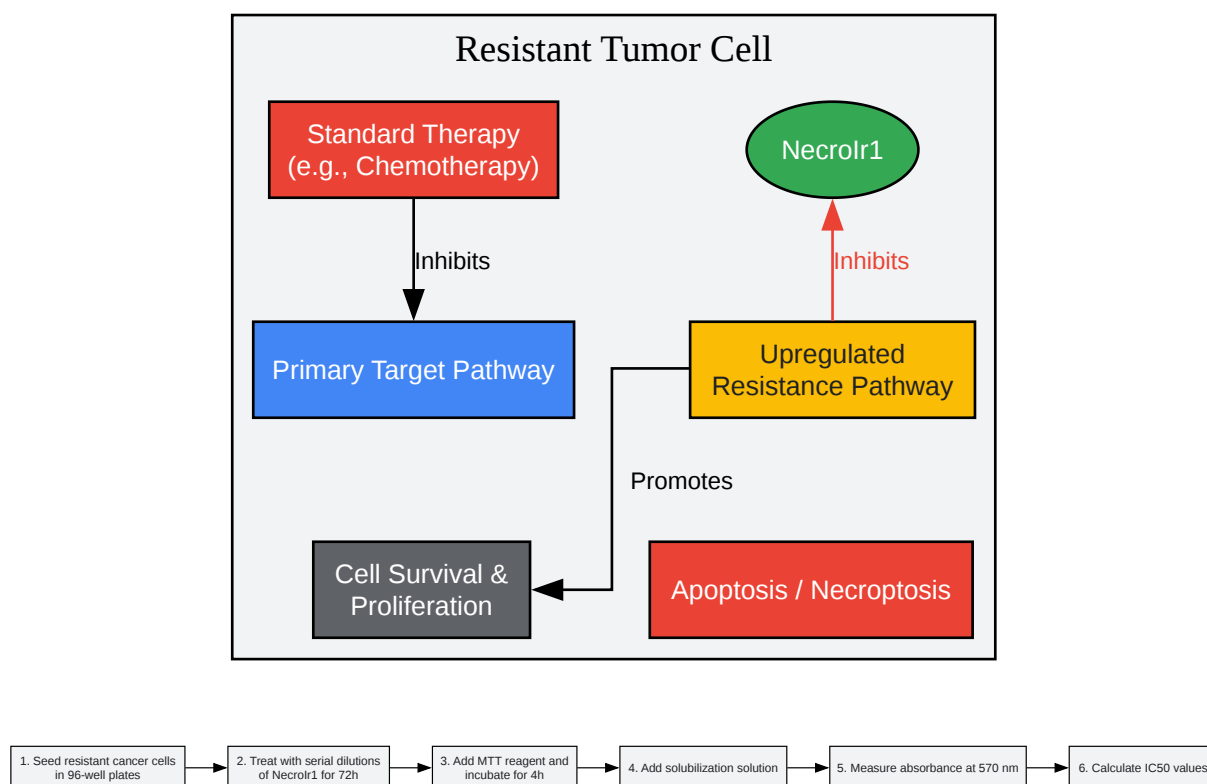 Resistant Tumor Cell
Standard Therapy
(e.g., Chemotherapy)
NecroIr1
Inhibits
Inhibits
Primary Target Pathway
Upregulated
Resistance Pathway
Promotes
Cell Survival &
Proliferation
Apoptosis / Necroptosis
1. Seed resistant cancer cells
in 96-well plates
2. Treat with serial dilutions
of NecroIr1 for 72h
3. Add MTT reagent and
incubate for 4h
4. Add solubilization solution
5. Measure absorbance at 570 nm
6. Calculate IC50 values